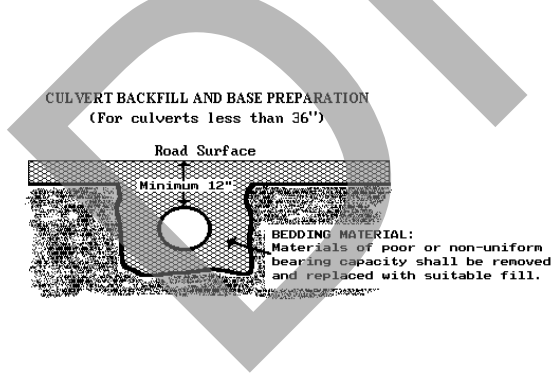 CULVERT BACKFILL AND BASE PREPARATION
(For culverts less than 36")
Road Surface
Minimum 12"
BEDDING MATERIAL:
Materials of poor or non-uniform
bearing capacity shall be removed
and replaced with suitable fill.